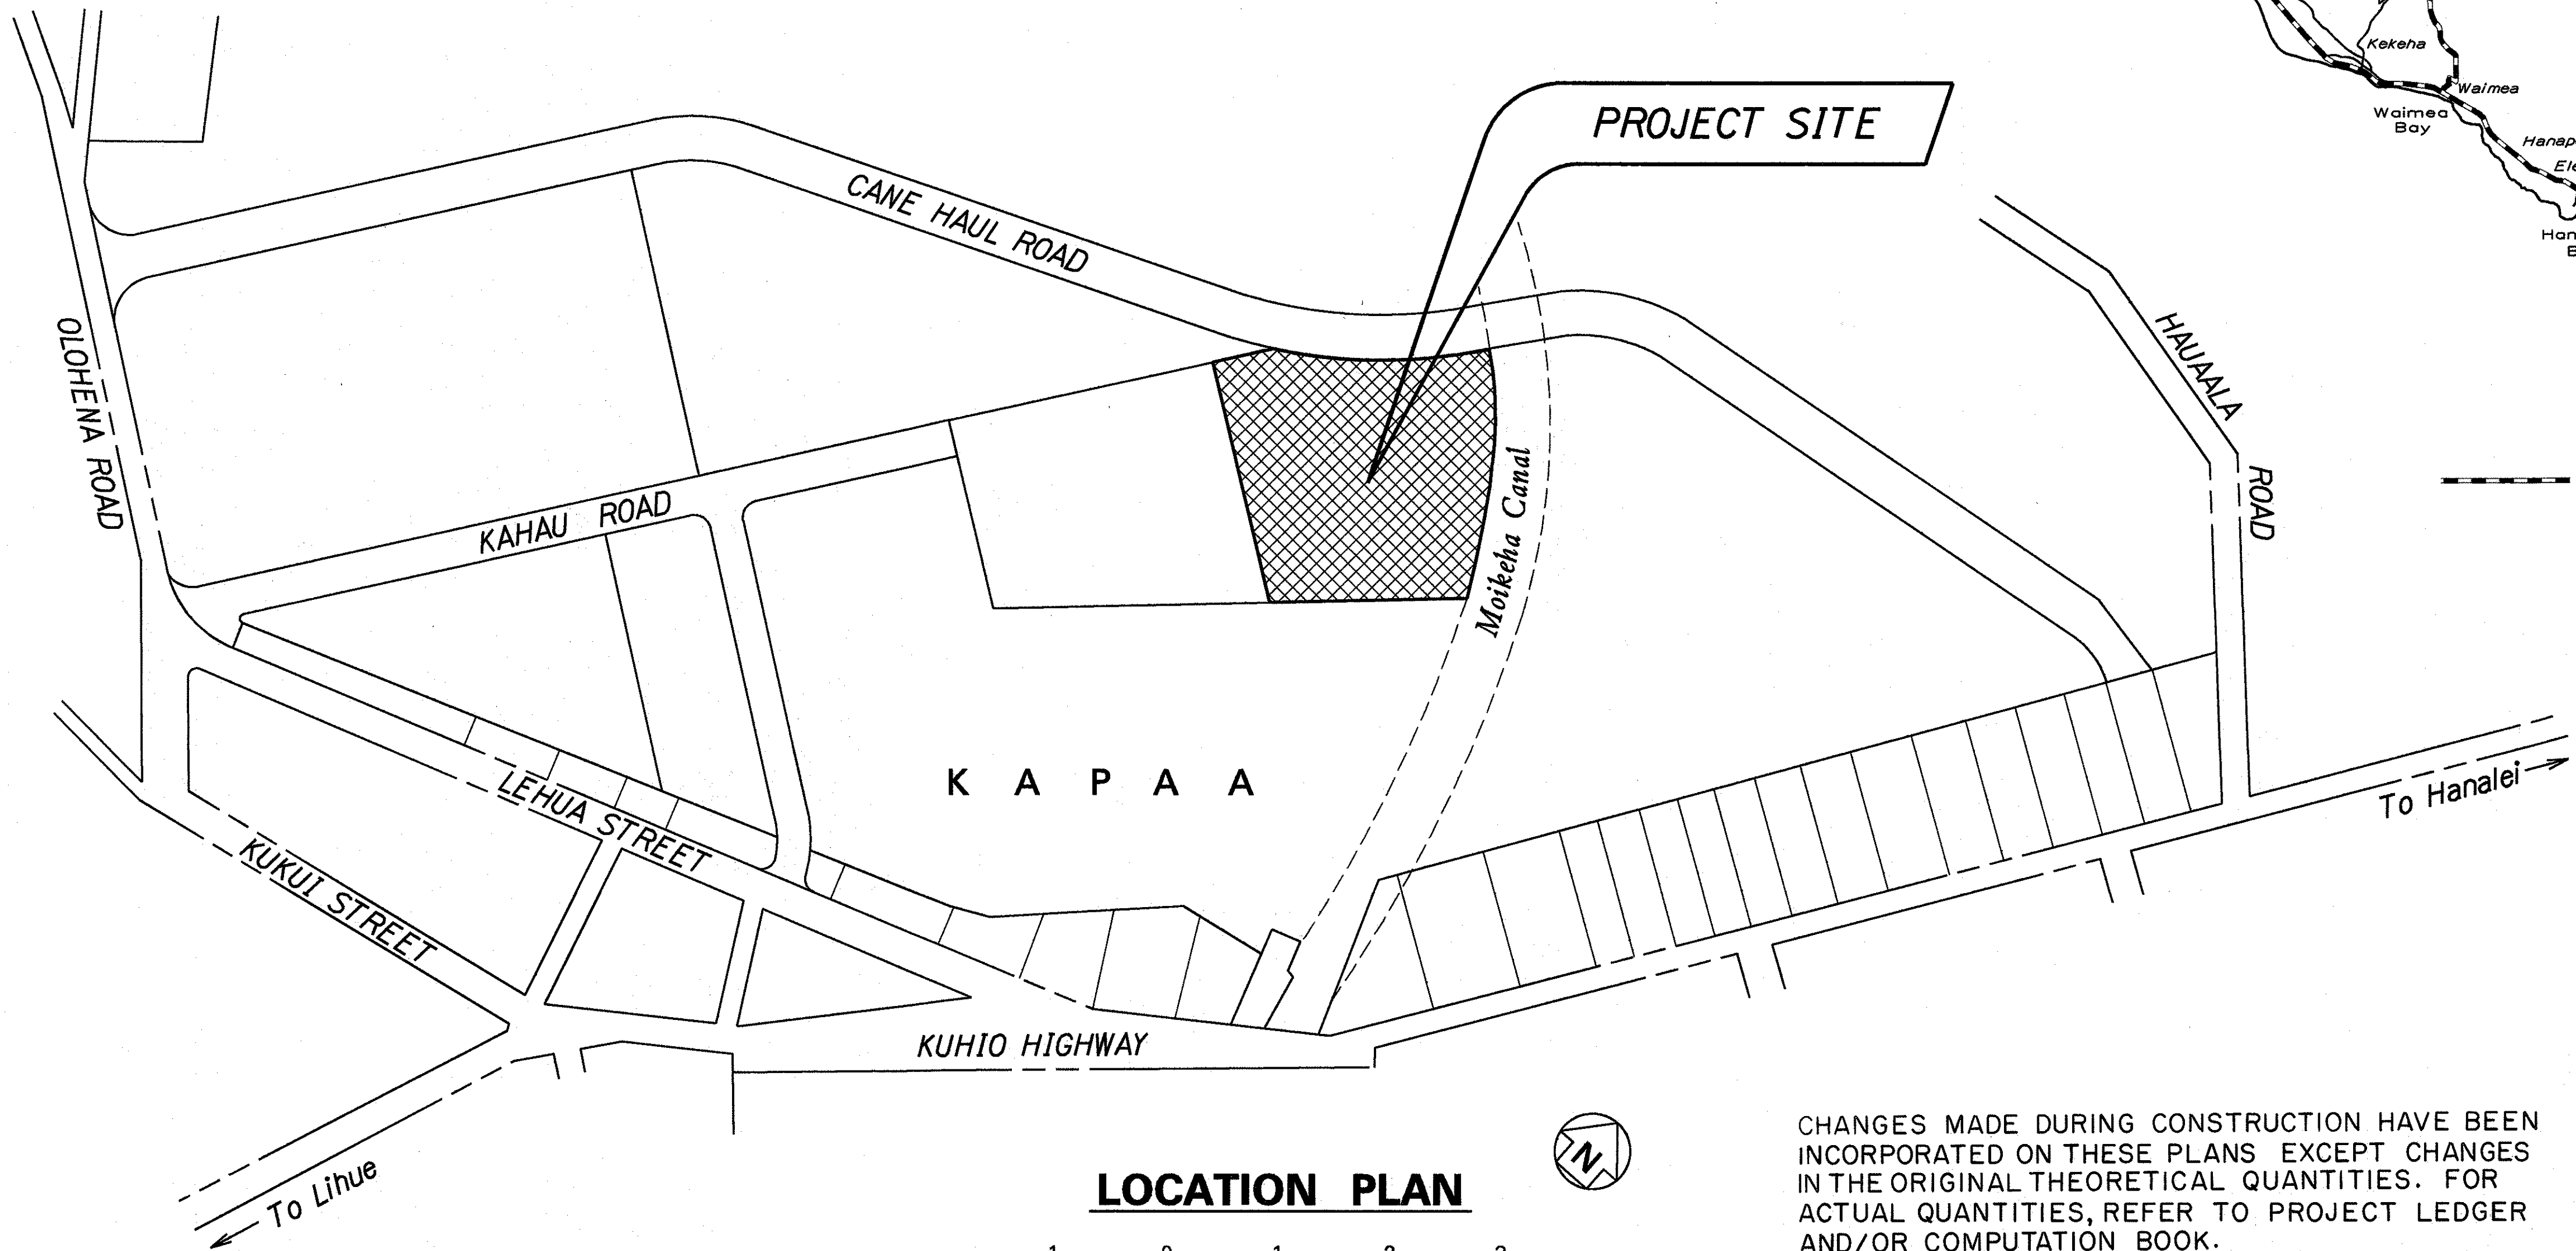 Kekeha
Waimea
Waimea
Bay
PROJECT SITE
CANE HAUL ROAD
OLOHENA ROAD
HAUAALA
ROAD
KAHAU ROAD
Moikeha Canal
KAPAA
LEHUA STREET
KUKUI STREET
To Hanalei
KUHIO HIGHWAY
To Lihue
N
LOCATION PLAN
CHANGES MADE DURING CONSTRUCTION HAVE BEEN
INCORPORATED ON THESE PLANS EXCEPT CHANGES
IN THE ORIGINAL THEORETICAL QUANTITIES. FOR
ACTUAL QUANTITIES, REFER TO PROJECT LEDGER
AND/OR COMPUTATION BOOK.